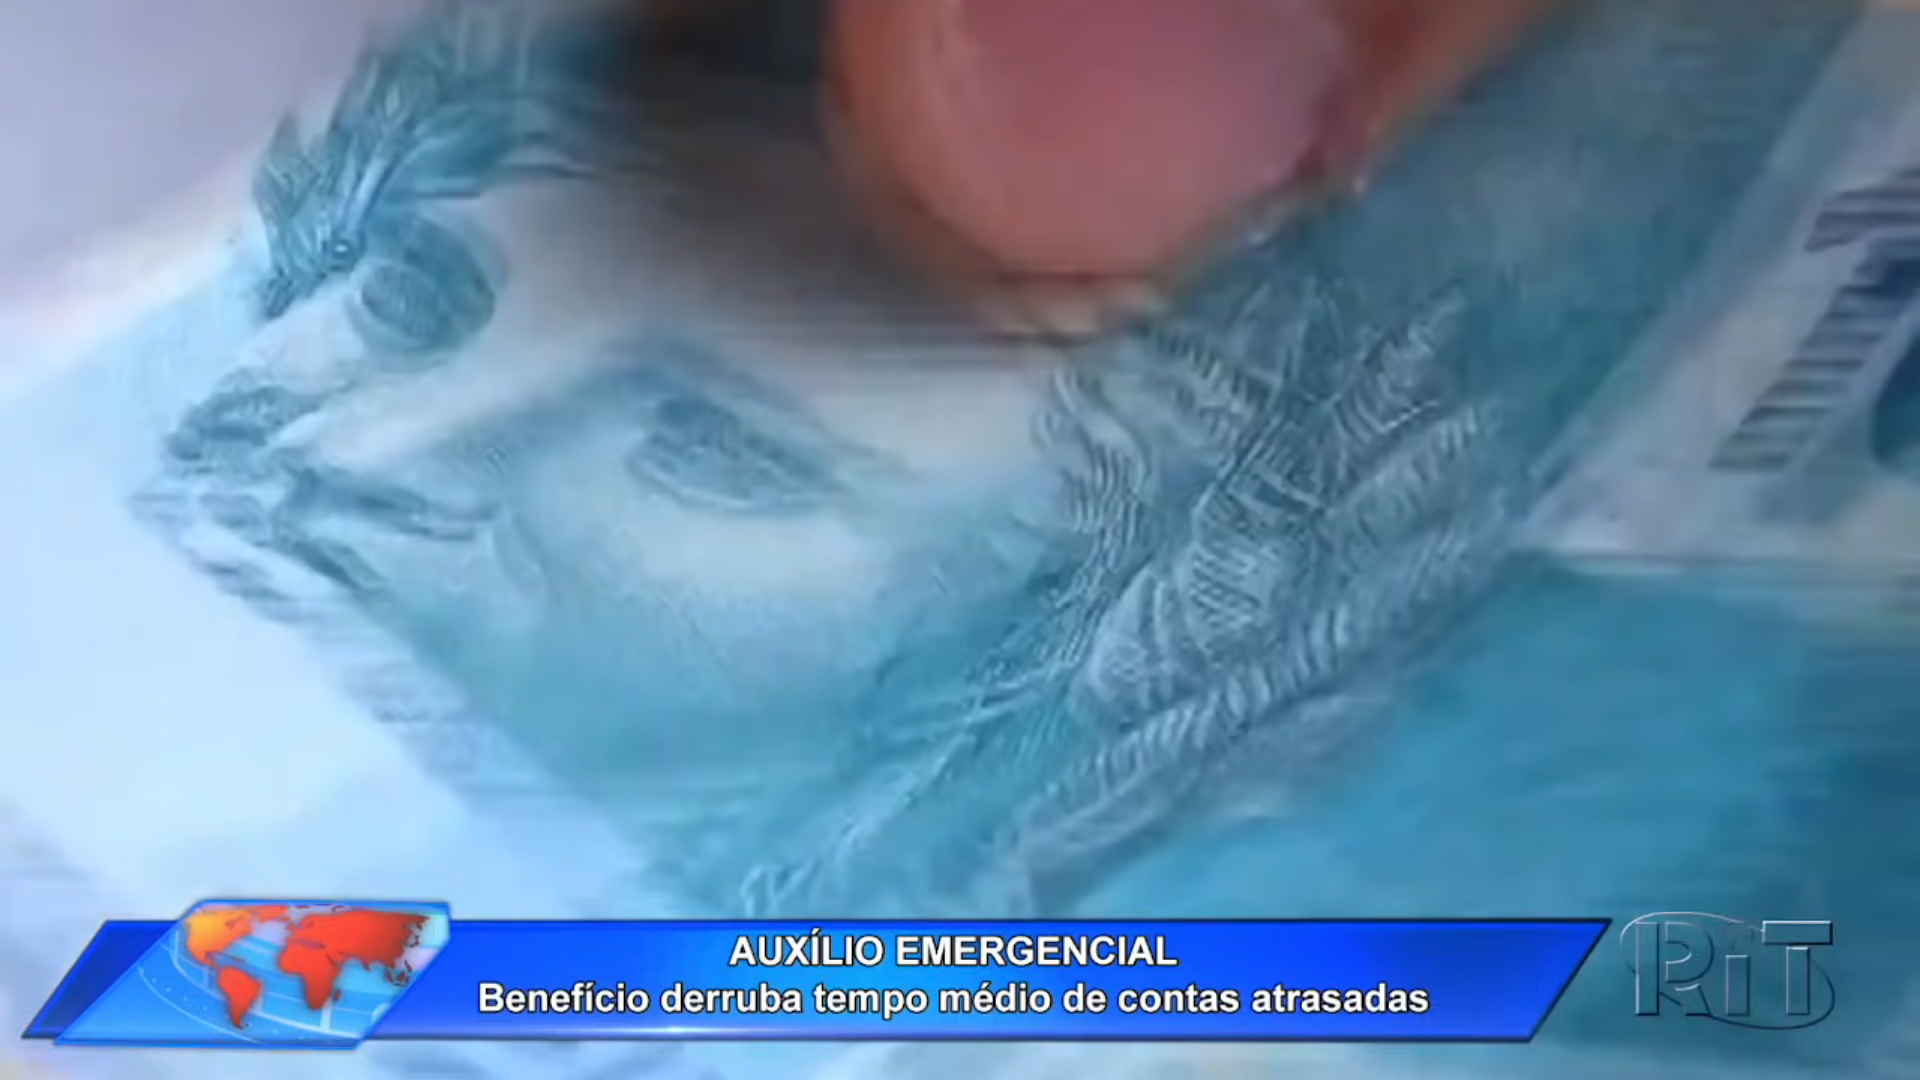 AUXÍLIO EMERGENCIAL
Benefício derruba tempo médio de contas atrasadas
RiT